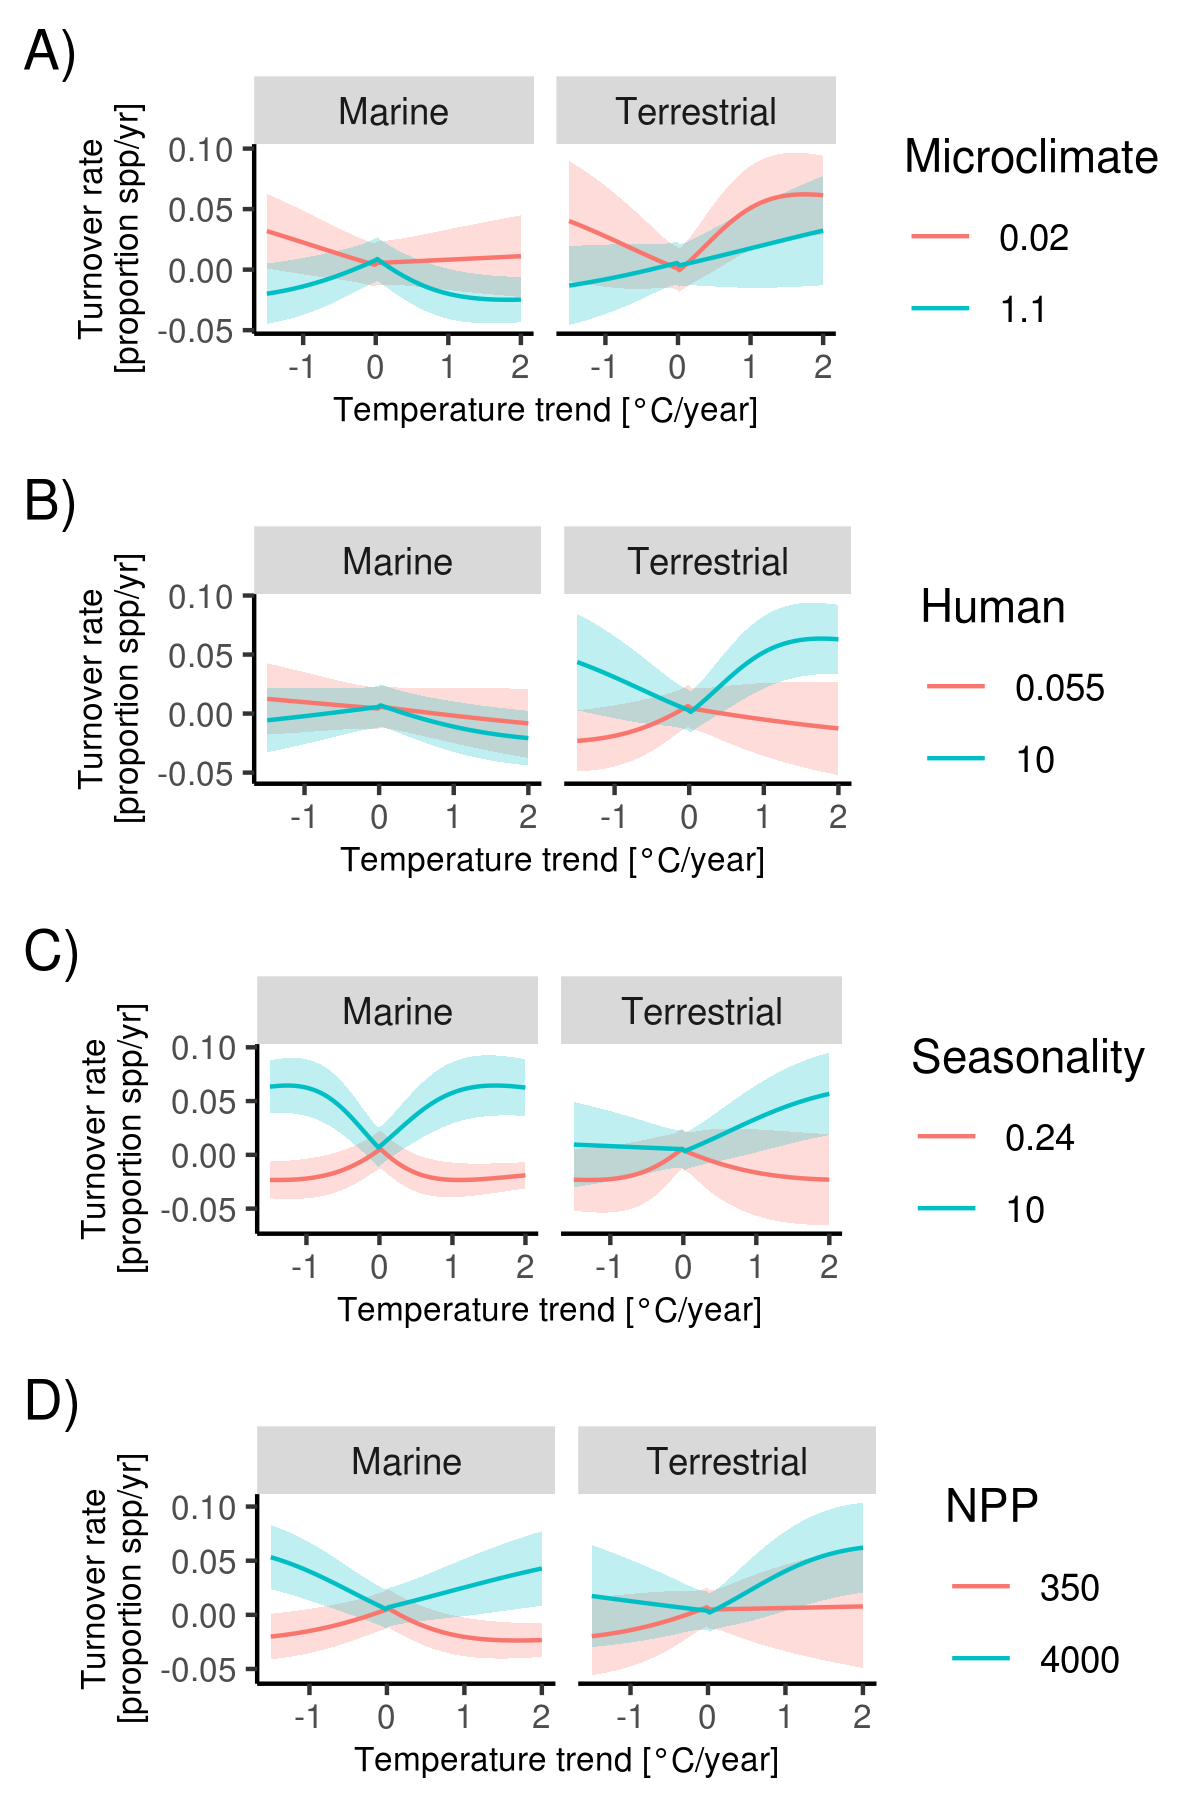 A)
Marine Terrestrial
Turnover rate
[proportion spp/yr]
0.10
0.05
0.00
-0.05
-1 0 1 2 -1 0 1 2
Temperature trend [°C/year]
Microclimate
0.02
1.1
B)
Marine Terrestrial
Turnover rate
[proportion spp/yr]
0.10
0.05
0.00
-0.05
-1 0 1 2 -1 0 1 2
Temperature trend [°C/year]
Human
0.055
10
C)
Marine Terrestrial
Turnover rate
[proportion spp/yr]
0.10
0.05
0.00
-0.05
-1 0 1 2 -1 0 1 2
Temperature trend [°C/year]
Seasonality
0.24
10
D)
Marine Terrestrial
Turnover rate
[proportion spp/yr]
0.10
0.05
0.00
-0.05
-1 0 1 2 -1 0 1 2
Temperature trend [°C/year]
NPP
350
4000